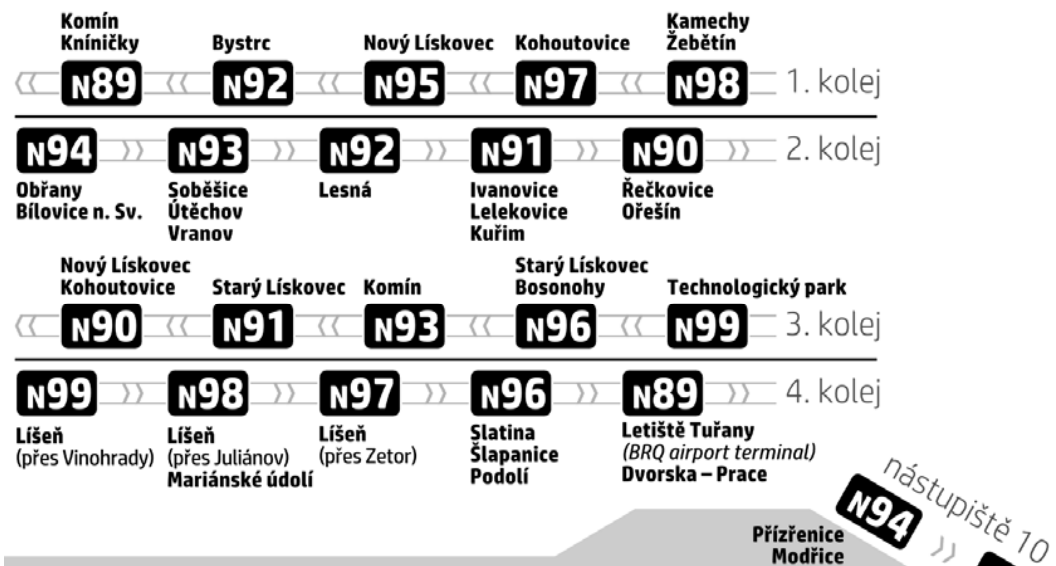 Komín
Kníničky
Bystrc
Nový Lískovec
Kohoutovice
Kamechy
Žebětín
N89 N92 N95 N97 N98 1. kolej
N94 N93 N92 N91 N90 2. kolej
Obřany
Bílovice n. Sv.
Soběšice
Útěchov
Vranov
Lesná
Ivanovice
Lelekovice
Kuřim
Řečkovice
Ořešín
Nový Lískovec
Kohoutovice
Starý Lískovec
Komín
Starý Lískovec
Bosonohy
Technologický park
N90 N91 N93 N96 N99 3. kolej
N99 N98 N97 N96 N89 4. kolej
Líšeň
(přes Vinohrady)
Líšeň
(přes Juliánov)
Mariánské údolí
Líšeň
(přes Zetor)
Slatina
Šlapanice
Podolí
Letiště Tuřany
(BRQ airport terminal)
Dvorska – Prace
nástupiště 10
N94
Přízřenice
Modřice